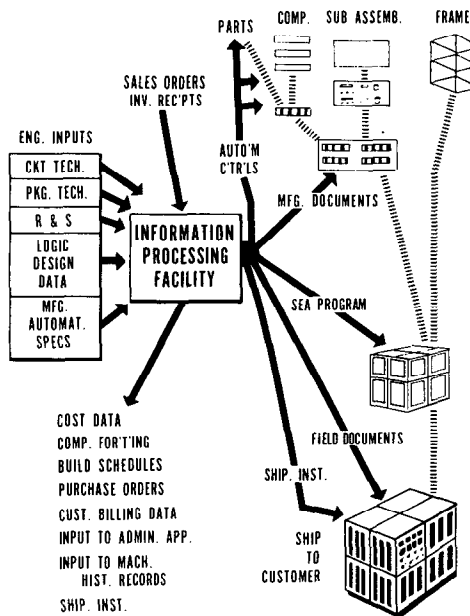 COMP.
SUB ASSEMB.
FRAME
PARTS
SALES ORDERS
INV. REC'PTS
ENG. INPUTS
CKT TECH.
PKG. TECH.
R & S
LOGIC
DESIGN
DATA
MFG.
AUTOMAT.
SPECS
INFORMATION
PROCESSING
FACILITY
AUTO'M
C'TR'LS
MFG. DOCUMENTS
SEA PROGRAM
FIELD DOCUMENTS
SHIP. INST.
SHIP
TO
CUSTOMER
COST DATA
COMP. FOR'T'ING
BUILD SCHEDULES
PURCHASE ORDERS
CUST. BILLING DATA
INPUT TO ADMIN. APP.
INPUT TO MACH.
HIST. RECORDS
SHIP. INST.